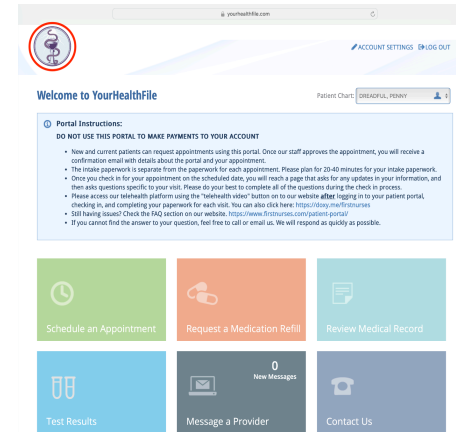 yourhealthfile.com
ACCOUNT SETTINGS LOG OUT
Welcome to YourHealthFile
Patient Chart: DREADFUL, PENNY
Portal Instructions:
DO NOT USE THIS PORTAL TO MAKE PAYMENTS TO YOUR ACCOUNT
• New and current patients can request appointments using this portal. Once our staff approves the appointment, you will receive a
confirmation email with details about the portal and your appointment.
• The intake paperwork is separate from the paperwork for each appointment. Please plan for 20-40 minutes for your intake paperwork.
• Once you check in for your appointment on the scheduled date, you will reach a page that asks for any updates in your information, and
then asks questions specific to your visit. Please do your best to complete all of the questions during the check in process.
• Please access our telehealth platform using the "telehealth video" button on to our website after logging in to your patient portal,
checking in, and completing your paperwork for each visit. You can also click here: https://doxy.me/firstnurses
• Still having issues? Check the FAQ section on our website. https://www.firstnurses.com/patient-portal/
• If you cannot find the answer to your question, feel free to call or email us. We will respond as quickly as possible.
Schedule an Appointment
Request a Medication Refill
Review Medical Record
0
New Messages
Test Results
Message a Provider
Contact Us